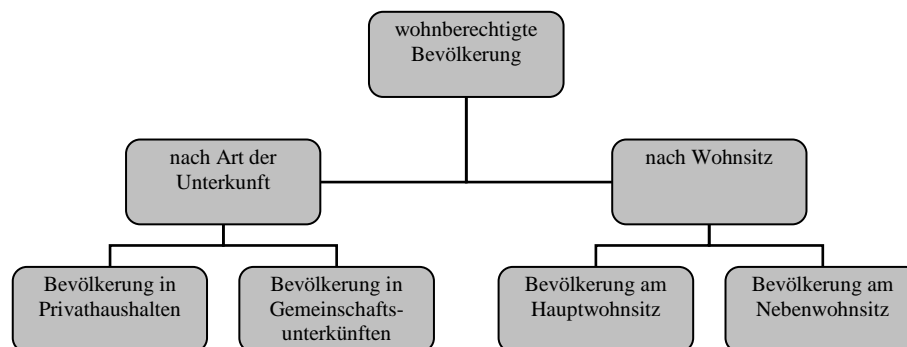 wohnberechtigte
Bevölkerung
nach Art der
Unterkunft
nach Wohnsitz
Bevölkerung in
Privathaushalten
Bevölkerung in
Gemeinschafts-
unterkünften
Bevölkerung am
Hauptwohnsitz
Bevölkerung am
Nebenwohnsitz